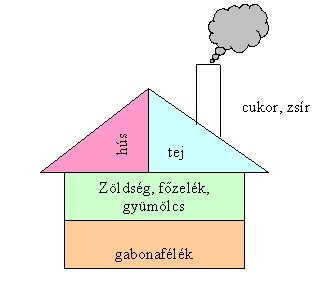 cukor, zsír
hús
tej
Zöldség, főzelék,
gyümölcs
gabonafélék